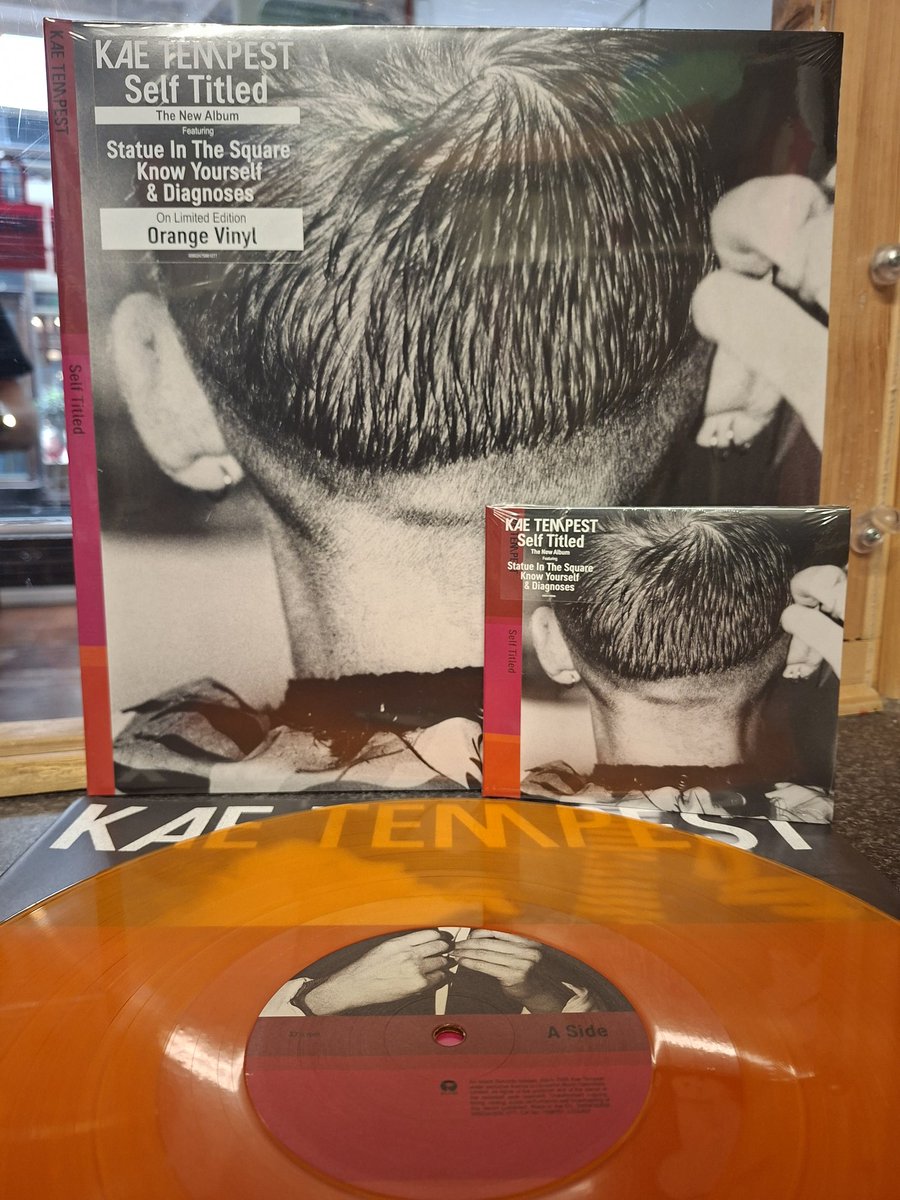 KAE TEMPEST
KAE TEMPEST
Self Titled
The New Album
Featuring
Statue In The Square
Know Yourself
& Diagnoses
On Limited Edition
Orange Vinyl
Self Titled
KAE TEMPEST
Self Titled
The New Album
Featuring
Statue In The Square
Know Yourself
& Diagnoses
Self Titled
KAE TEMPEST
A Side